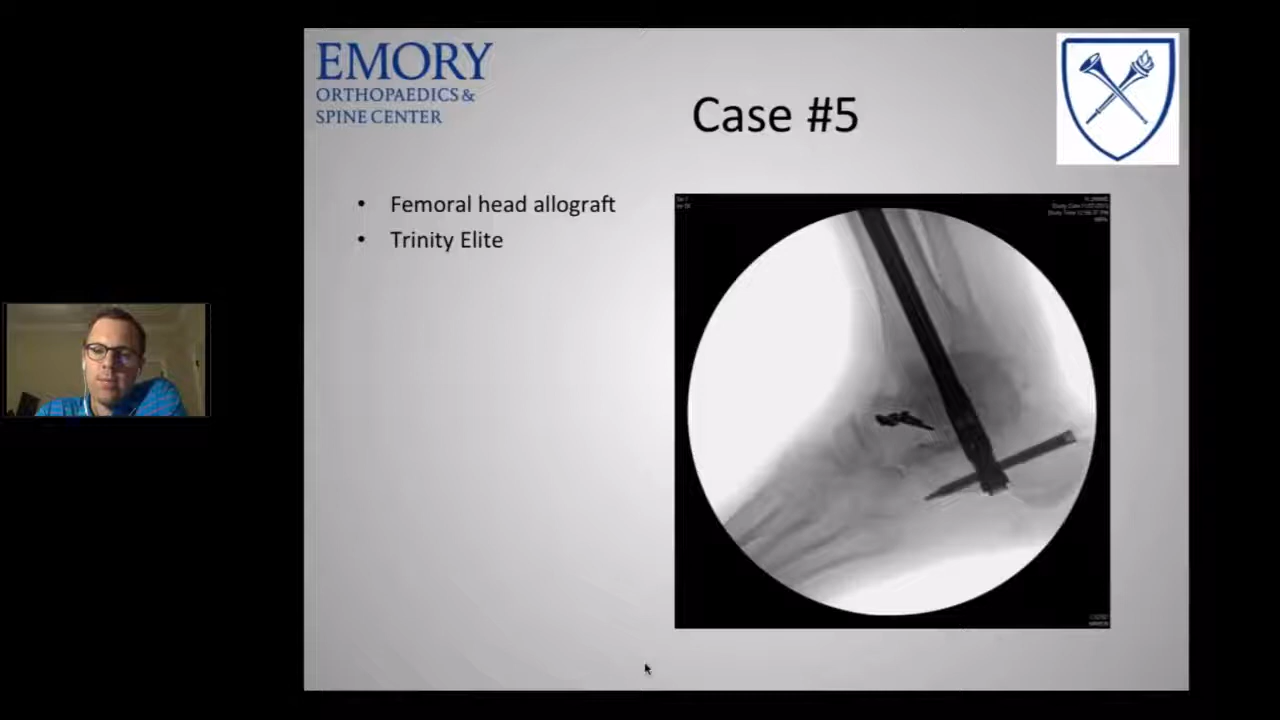 EMORY
ORTHOPAEDICS &
SPINE CENTER
Case #5
• Femoral head allograft
• Trinity Elite